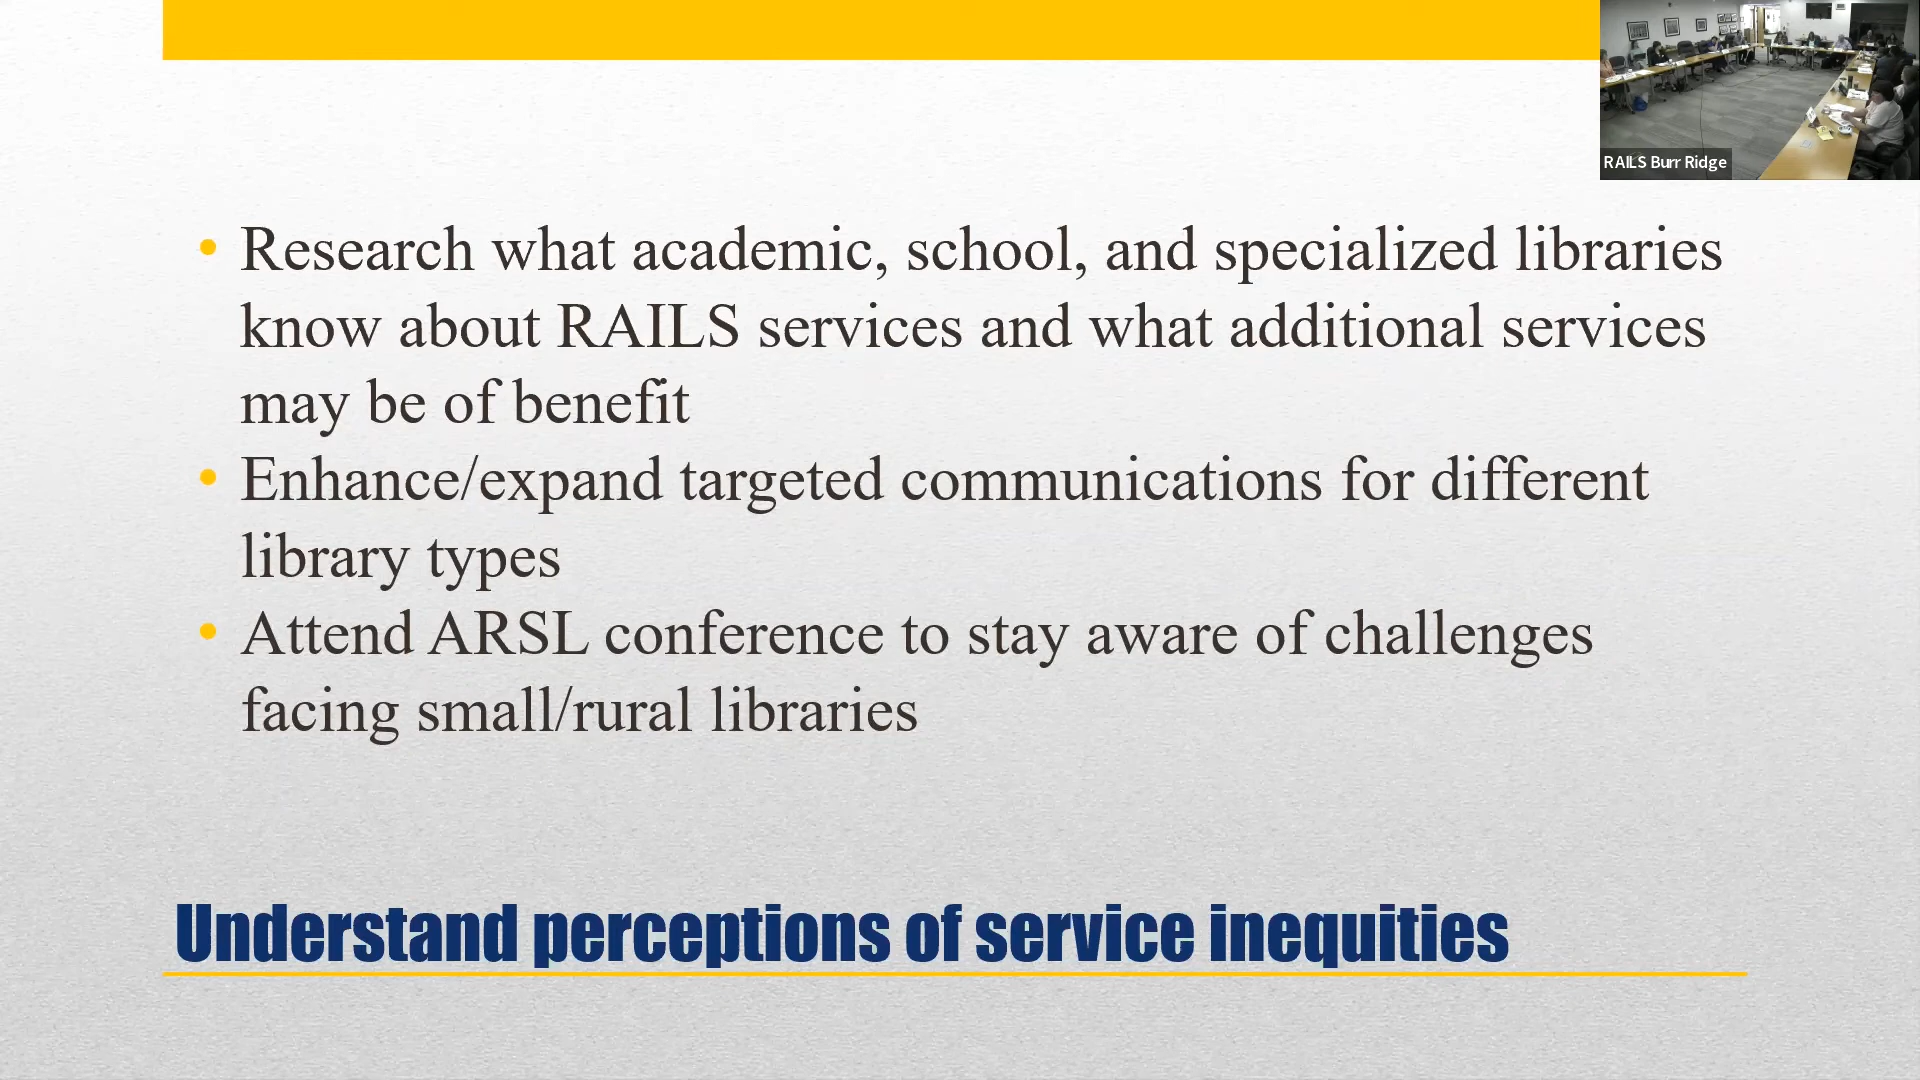 RAILS Burr Ridge
• Research what academic, school, and specialized libraries
know about RAILS services and what additional services
may be of benefit
• Enhance/expand targeted communications for different
library types
• Attend ARSL conference to stay aware of challenges
facing small/rural libraries
Understand perceptions of service inequities